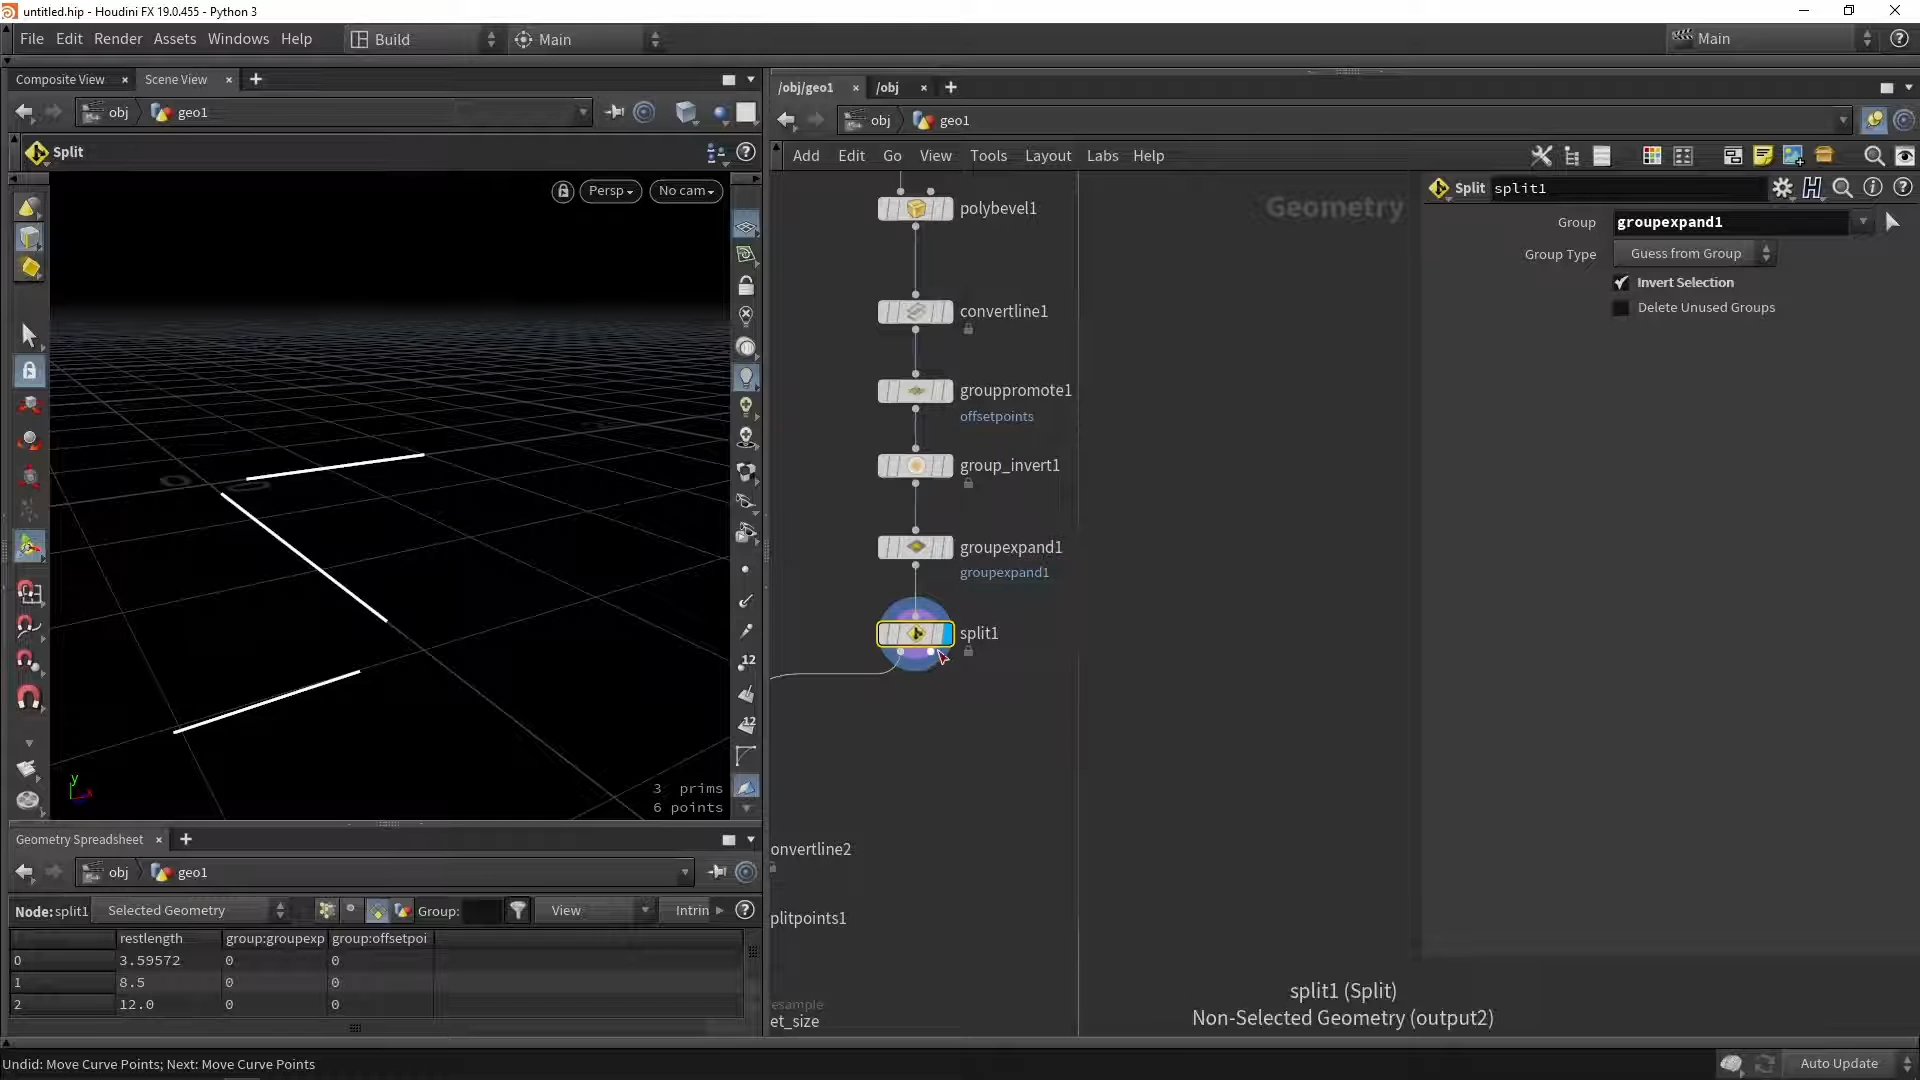 untitled.hip - Houdini FX 19.0.455 - Python 3
File Edit Render Assets Windows Help Build Main Main
Composite View × Scene View × +
obj geo1
Split
Persp No cam
3 prims
6 points
Geometry Spreadsheet × +
obj geo1
Node: split1 Selected Geometry Group: View Intrin
restlength group:groupexp group:offsetpoi
0 3.59572 0 0
1 8.5 0 0
2 12.0 0 0
/obj/geo1 × /obj × +
obj geo1
Add Edit Go View Tools Layout Labs Help
Geometry
polybevel1
convertline1
grouppromote1
offsetpoints
group_invert1
groupexpand1
groupexpand1
split1
onvertline2
plitpoints1
esample
et_size
Split split1
Group groupexpand1
Group Type Guess from Group
Invert Selection
Delete Unused Groups
split1 (Split)
Non-Selected Geometry (output2)
12
12
y
x
Undid: Move Curve Points; Next: Move Curve Points
Auto Update